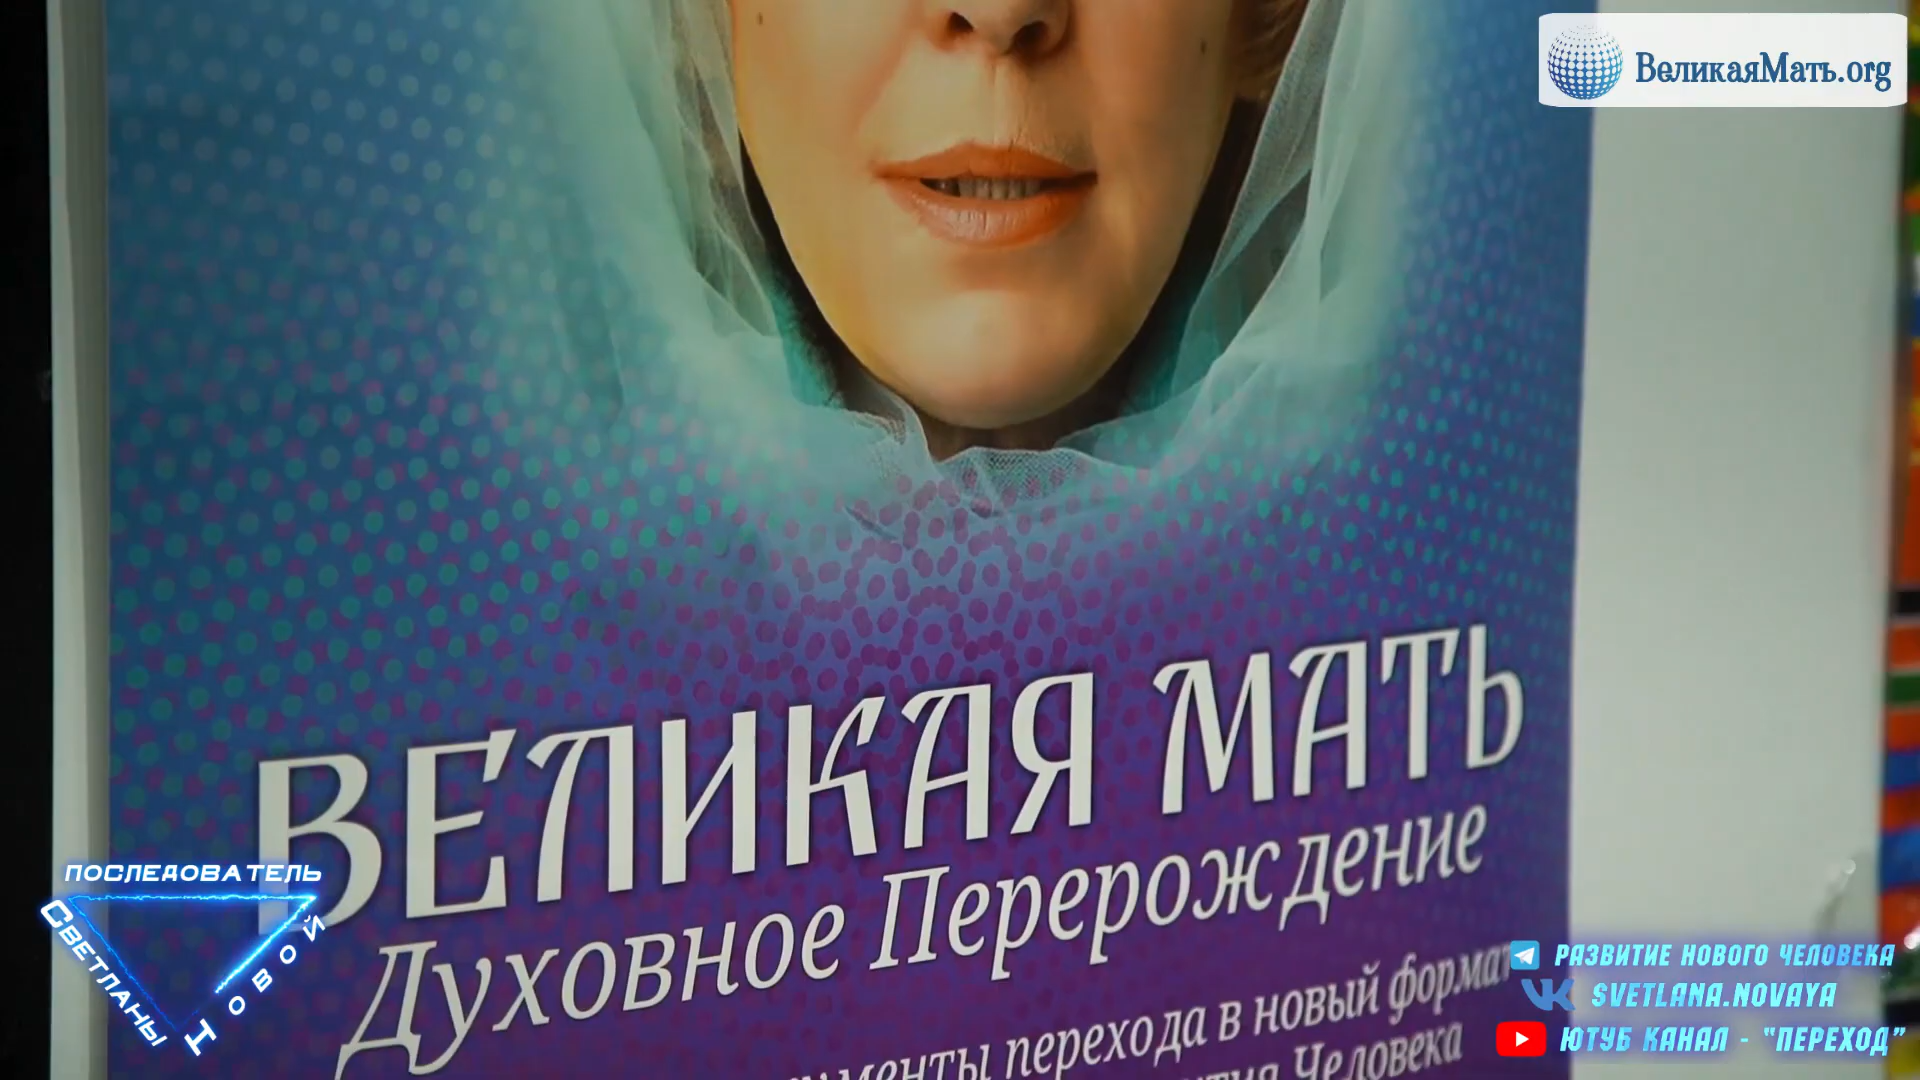 ВеликаяМать.org
ВЕЛИКАЯ МАТЬ
Духовное Перерождение
перехода в новый формат
Человека
ПОСЛЕДОВАТЕЛЬ
СВЕТЛАНЫ
НОВОЙ
РАЗВИТИЕ НОВОГО ЧЕЛОВЕКА
SVETLANA.NOVAYA
ЮТУБ КАНАЛ - "ПЕРЕХОД"